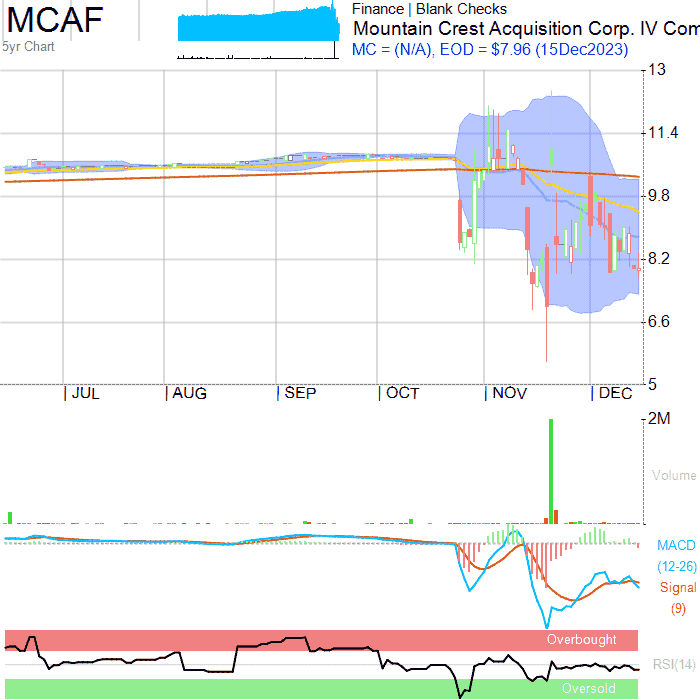 MCAF
5yr Chart
Finance | Blank Checks
Mountain Crest Acquisition Corp. IV Com
MC = (N/A), EOD = $7.96 (15Dec2023)
13
11.4
9.8
8.2
6.6
5
JUL AUG SEP OCT NOV DEC
2M
Volume
MACD
(12-26)
Signal
(9)
Overbought
RSI(14)
Oversold